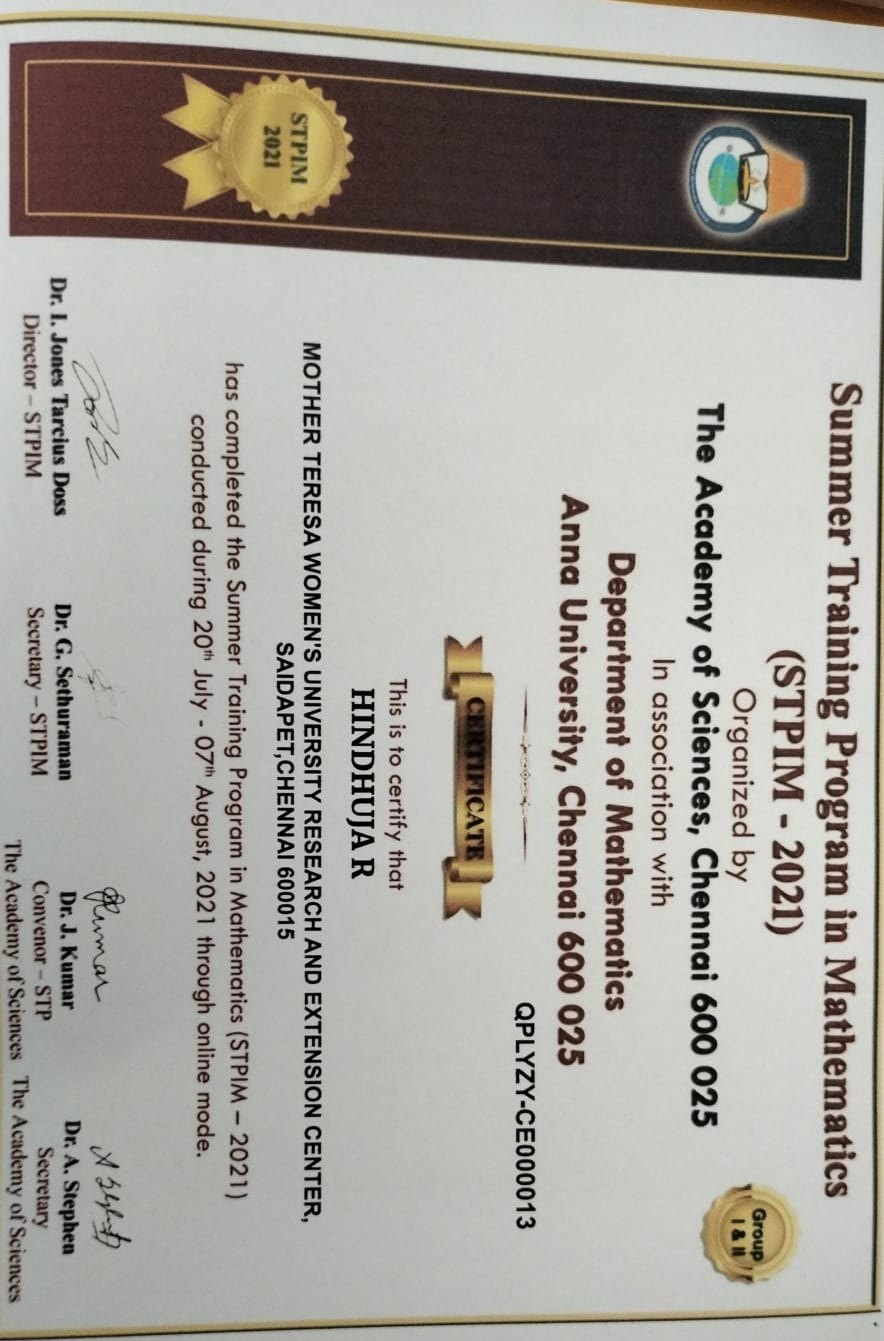 Summer Training Program in Mathematics
(STPIM - 2021)
Organized by
The Academy of Sciences, Chennai 600 025
In association with
Department of Mathematics
Anna University, Chennai 600 025
Group
I & II
QPLYZY-CE000013
CERTIFICATE
This is to certify that
HINDHUJA R
MOTHER TERESA WOMEN'S UNIVERSITY RESEARCH AND EXTENSION CENTER,
SAIDAPET,CHENNAI 600015
has completed the Summer Training Program in Mathematics (STPIM – 2021)
conducted during 20th July - 07th August, 2021 through online mode.
STPIM
2021
Dr. I. Jones Tarcius Doss
Director – STPIM
Dr. G. Sethuraman
Secretary – STPIM
Kumar
Dr. J. Kumar
Convenor – STP
The Academy of Sciences
Dr. A. Stephen
Secretary
The Academy of Sciences